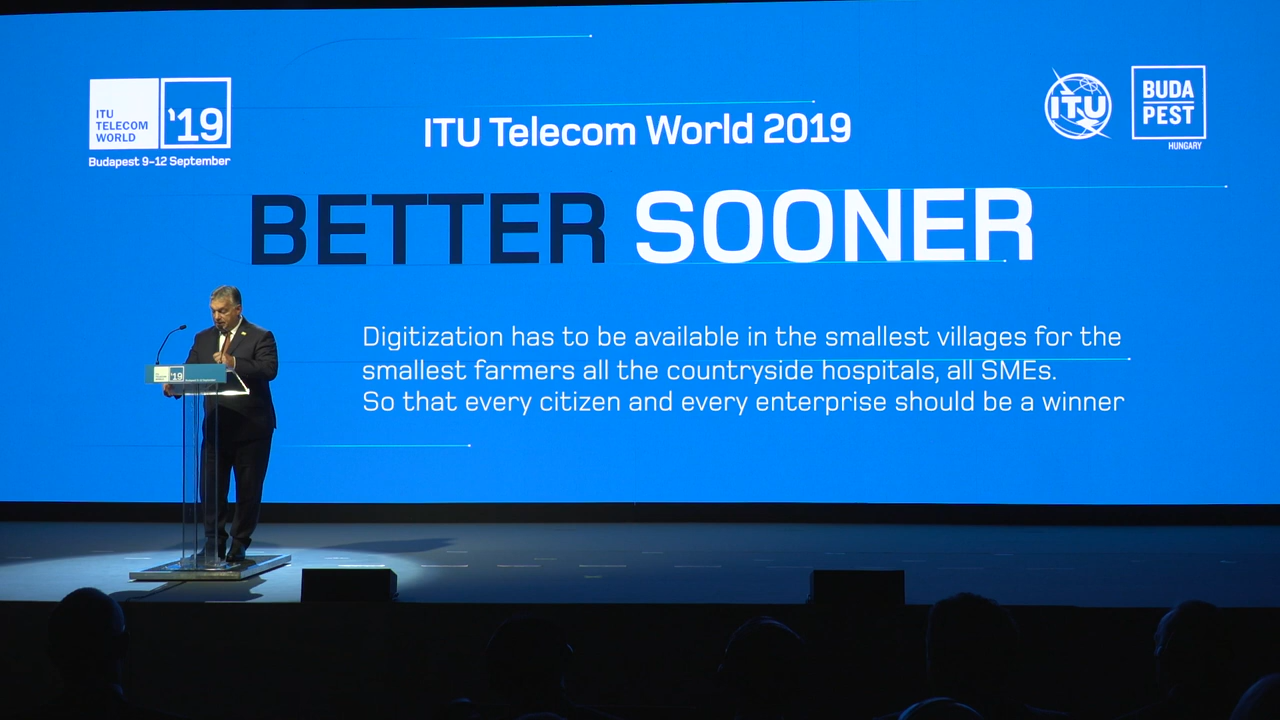 ITU
TELECOM
WORLD
'19
Budapest 9–12 September
ITU Telecom World 2019
ITU
BUDA
PEST
HUNGARY
BETTER SOONER
Digitization has to be available in the smallest villages for the
smallest farmers all the countryside hospitals, all SMEs.
So that every citizen and every enterprise should be a winner
'19